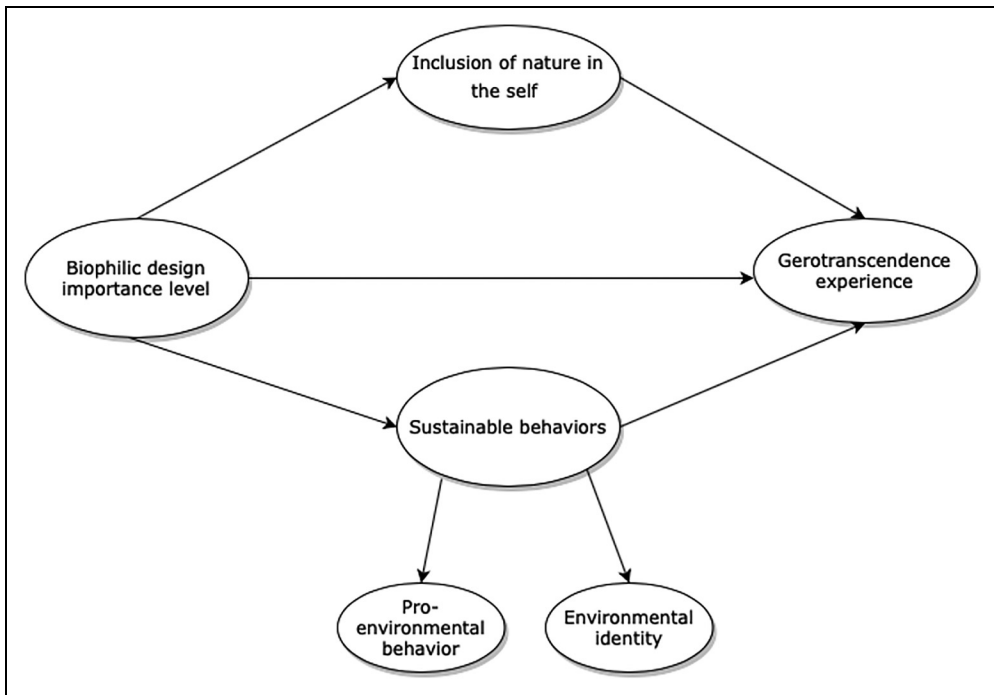 Inclusion of nature in
the self
Biophilic design
importance level
Gerotranscendence
experience
Sustainable behaviors
Pro-
environmental
behavior
Environmental
identity